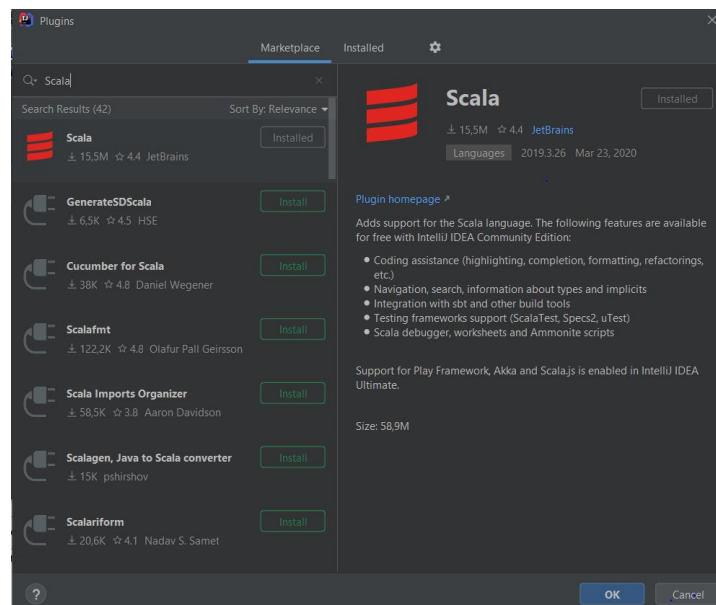 Plugins
Marketplace Installed
Scala
Search Results (42) Sort By: Relevance
Scala Installed
15,5M 4.4 JetBrains
GenerateSDScala Install
6,5K 4.5 HSE
Cucumber for Scala Install
38K 4.8 Daniel Wegener
Scalafmt Install
122,2K 4.8 Olafur Pall Geirsson
Scala Imports Organizer Install
58,5K 3.8 Aaron Davidson
Scalagen, Java to Scala converter Install
15K pshirshov
Scalariform Install
20,6K 4.1 Nadav S. Samet
Scala Installed
15,5M 4.4 JetBrains
Languages 2019.3.26 Mar 23, 2020
Plugin homepage
Adds support for the Scala language. The following features are available
for free with IntelliJ IDEA Community Edition:
• Coding assistance (highlighting, completion, formatting, refactorings,
etc.)
• Navigation, search, information about types and implicits
• Integration with sbt and other build tools
• Testing frameworks support (ScalaTest, Specs2, uTest)
• Scala debugger, worksheets and Ammonite scripts
Support for Play Framework, Akka and Scala.js is enabled in IntelliJ IDEA
Ultimate.
Size: 58,9M
? OK Cancel